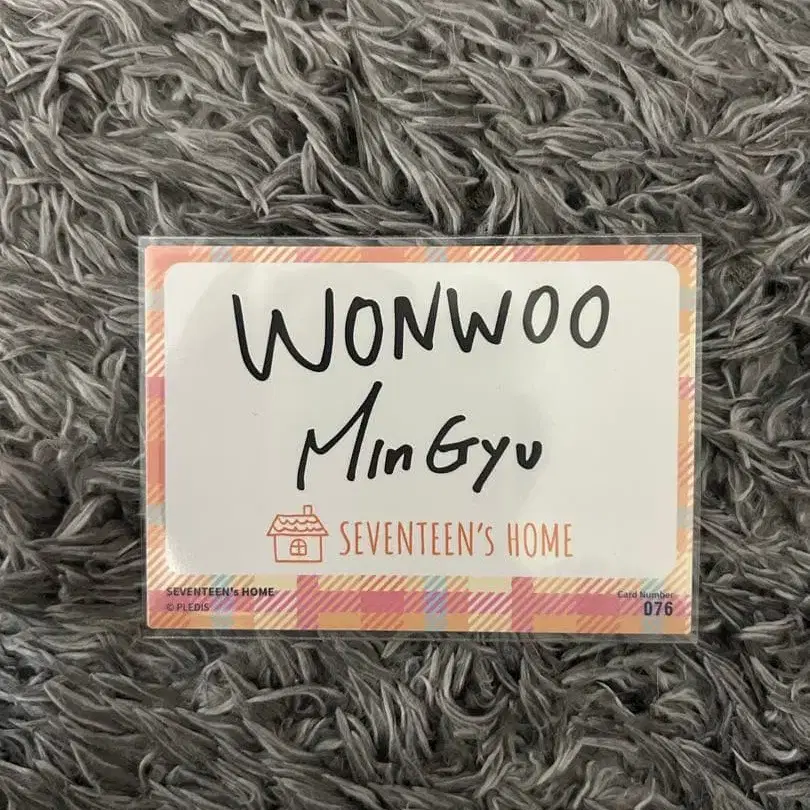 WONWOO
MinGyu
SEVENTEEN's HOME
SEVENTEEN's HOME
© PLEDIS
Card Number
076